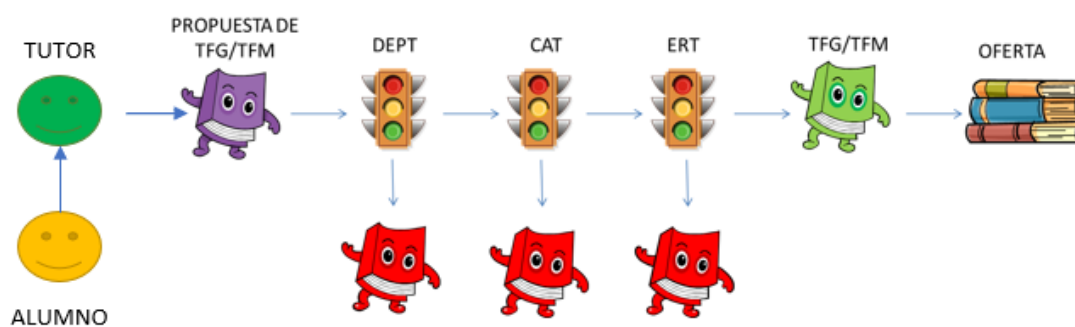 TUTOR
PROPUESTA DE
TFG/TFM
DEPT
CAT
ERT
TFG/TFM
OFERTA
ALUMNO